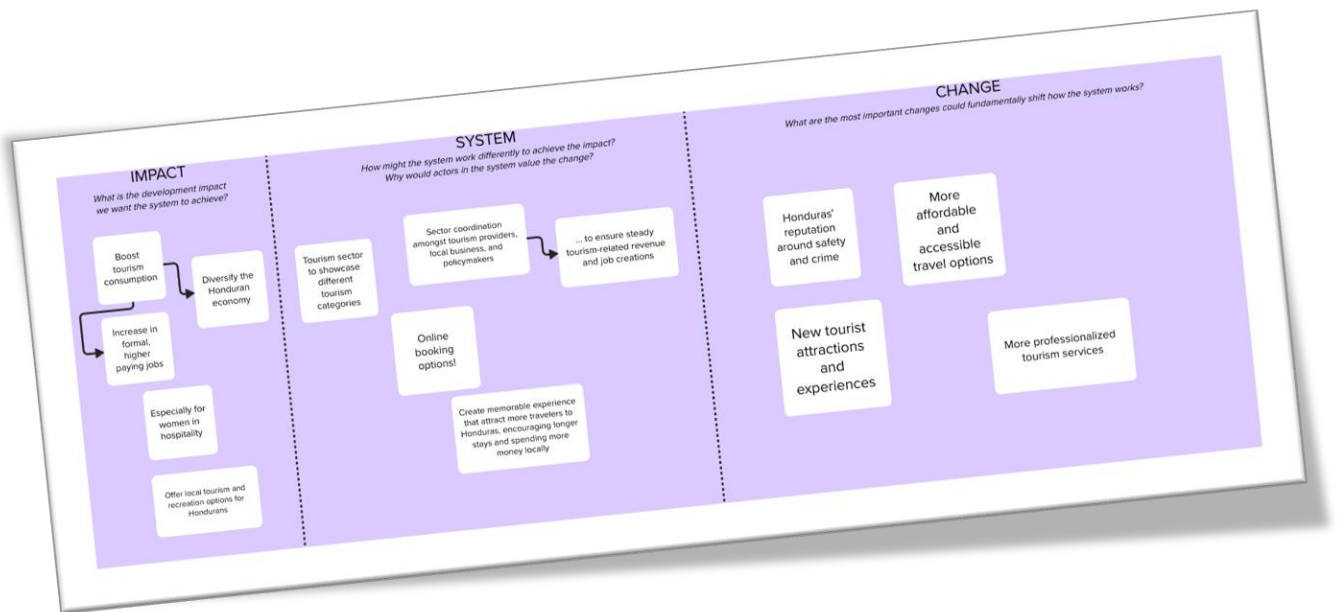 IMPACT
What is the development impact
we want the system to achieve?
Boost
tourism
consumption
Diversify the
Honduran
economy
Increase in
formal,
higher
paying jobs
Especially for
women in
hospitality
Offer local tourism and
recreation options for
Hondurans
SYSTEM
How might the system work differently to achieve the impact?
Why would actors in the system value the change?
Tourism sector
to showcase
different
tourism
categories
Sector coordination
amongst tourism providers,
local business, and
policymakers
... to ensure steady
tourism-related revenue
and job creations
Online
booking
options!
Create memorable experience
that attract more travelers to
Honduras, encouraging longer
stays and spending more
money locally
CHANGE
What are the most important changes could fundamentally shift how the system works?
Honduras'
reputation
around safety
and crime
More
affordable
and
accessible
travel options
New tourist
attractions
and
experiences
More professionalized
tourism services